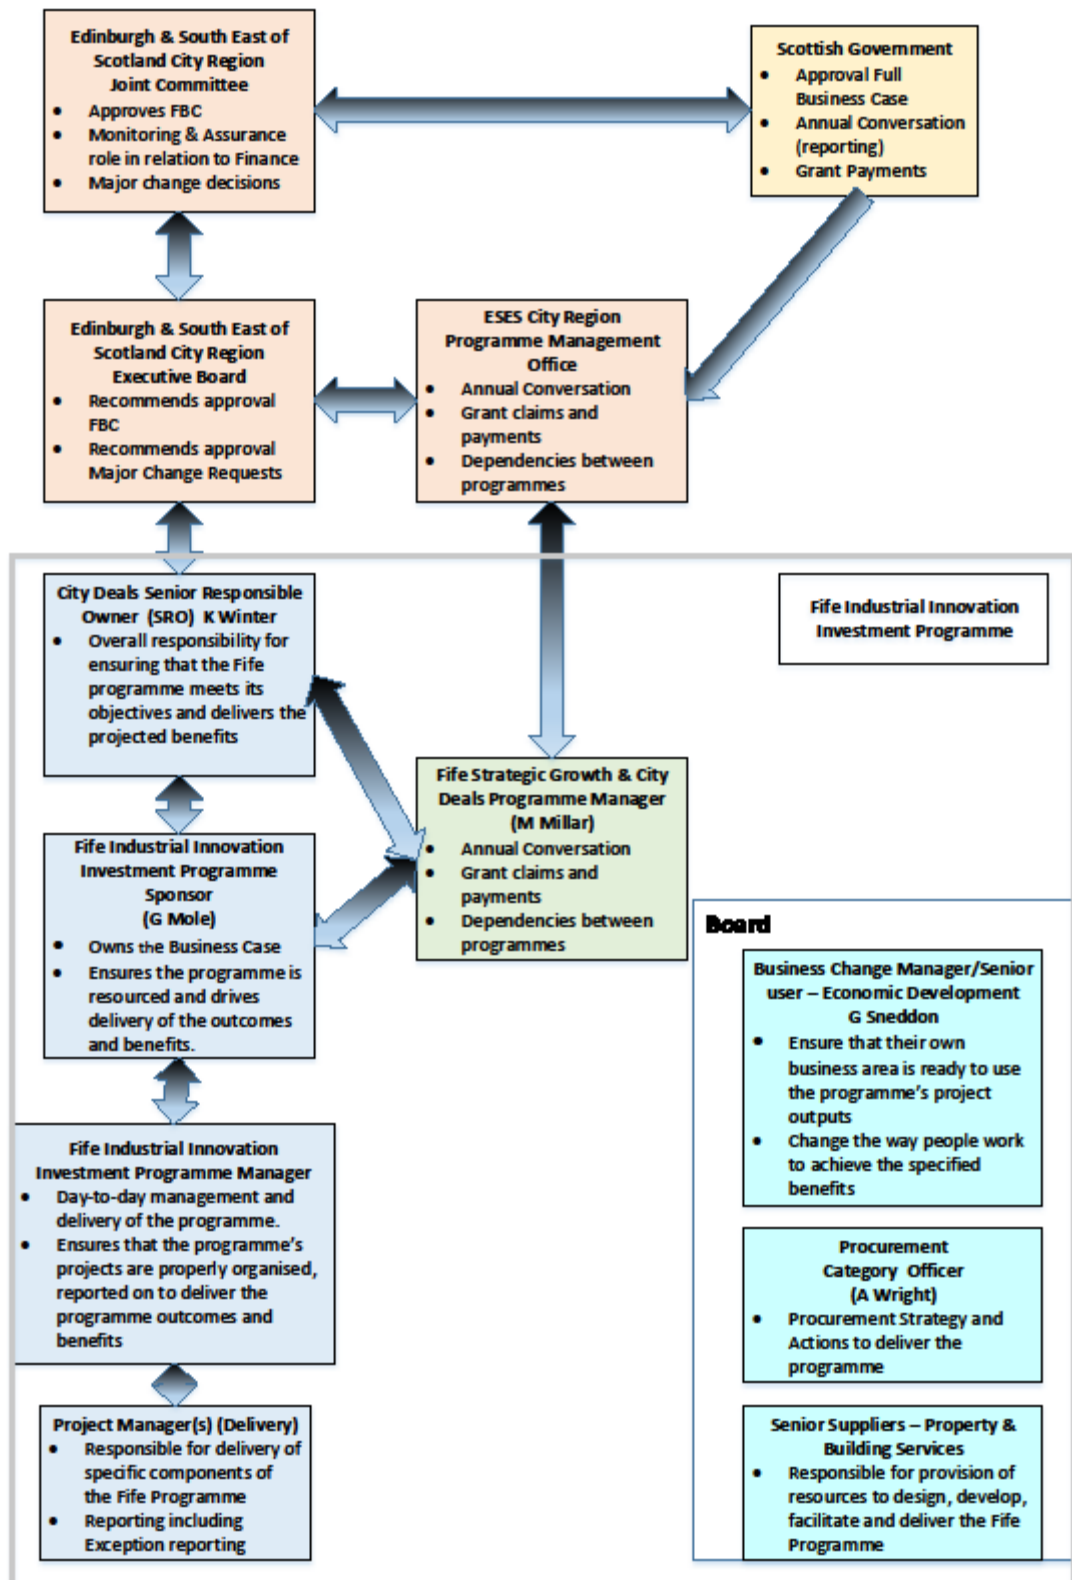 Edinburgh & South East of
Scotland City Region
Joint Committee
• Approves FBC
• Monitoring & Assurance
role in relation to Finance
• Major change decisions
Scottish Government
• Approval Full
Business Case
• Annual Conversation
(reporting)
• Grant Payments
Edinburgh & South East of
Scotland City Region
Executive Board
• Recommends approval
FBC
• Recommends approval
Major Change Requests
ESES City Region
Programme Management
Office
• Annual Conversation
• Grant claims and
payments
• Dependencies between
programmes
City Deals Senior Responsible
Owner (SRO) K Winter
• Overall responsibility for
ensuring that the Fife
programme meets its
objectives and delivers the
projected benefits
Fife Industrial Innovation
Investment Programme
Fife Strategic Growth & City
Deals Programme Manager
(M Millar)
• Annual Conversation
• Grant claims and
payments
• Dependencies between
programmes
Fife Industrial Innovation
Investment Programme
Sponsor
(G Mole)
• Owns the Business Case
• Ensures the programme is
resourced and drives
delivery of the outcomes
and benefits.
Fife Industrial Innovation
Investment Programme Manager
• Day-to-day management and
delivery of the programme.
• Ensures that the programme's
projects are properly organised,
reported on to deliver the
programme outcomes and
benefits
Project Manager(s) (Delivery)
• Responsible for delivery of
specific components of
the Fife Programme
• Reporting including
Exception reporting
Board
Business Change Manager/Senior
user – Economic Development
G Sneddon
• Ensure that their own
business area is ready to use
the programme's project
outputs
• Change the way people work
to achieve the specified
benefits
Procurement
Category Officer
(A Wright)
• Procurement Strategy and
Actions to deliver the
programme
Senior Suppliers – Property &
Building Services
• Responsible for provision of
resources to design, develop,
facilitate and deliver the Fife
Programme